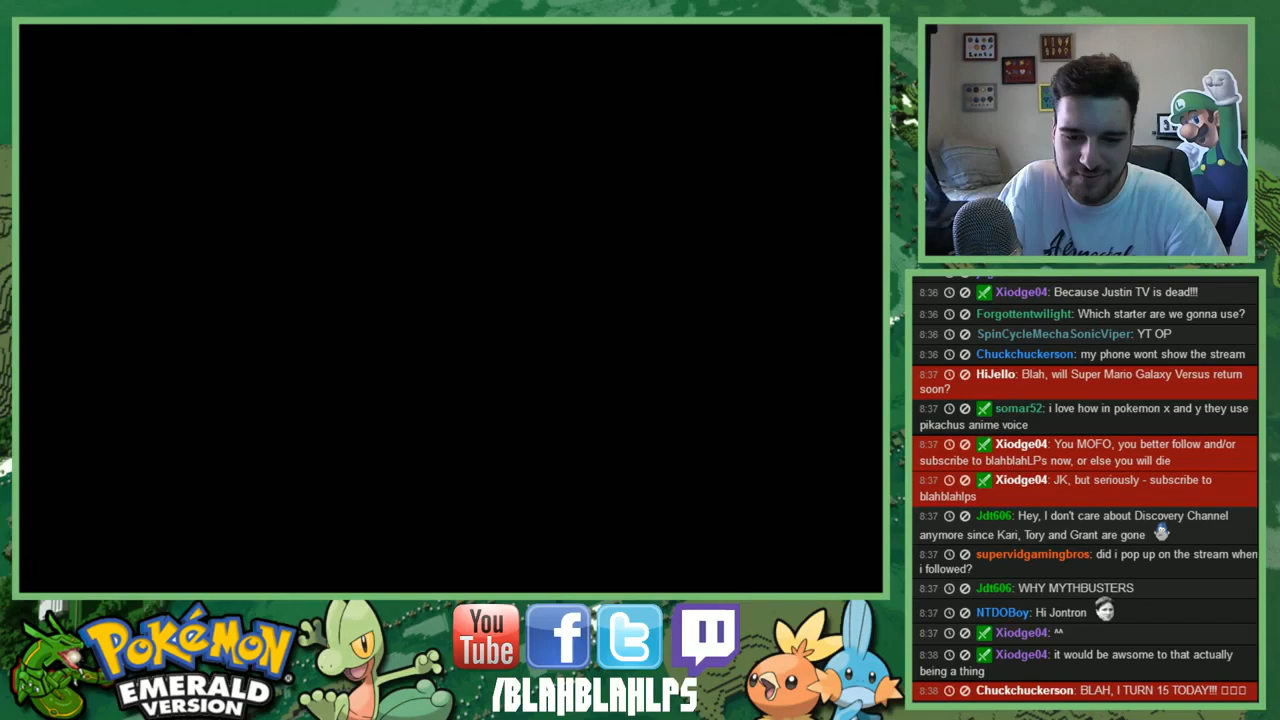 8:36 Xiodge04: Because Justin TV is dead!!!
8:36 Forgottentwilight: Which starter are we gonna use?
8:36 SpinCycleMechaSonicViper: YT OP
8:36 Chuckchuckerson: my phone wont show the stream
8:37 HiJello: Blah, will Super Mario Galaxy Versus return
soon?
8:37 somar52: i love how in pokemon x and y they use
pikachus anime voice
8:37 Xiodge04: You MOFO, you better follow and/or
subscribe to blahblahLPs now, or else you will die
8:37 Xiodge04: JK, but seriously - subscribe to
blahblahlps
8:37 Jdt606: Hey, I don't care about Discovery Channel
anymore since Kari, Tory and Grant are gone
8:37 supervidgamingbros: did i pop up on the stream when
i followed?
8:37 Jdt606: WHY MYTHBUSTERS
8:37 NTDOBoy: Hi Jontron
8:37 Xiodge04: ^^
8:38 Xiodge04: it would be awsome to that actually
being a thing
8:38 Chuckchuckerson: BLAH, I TURN 15 TODAY!!! □□□
POKéMON
EMERALD
VERSION
You
Tube
/BLAHBLAHLPS
L